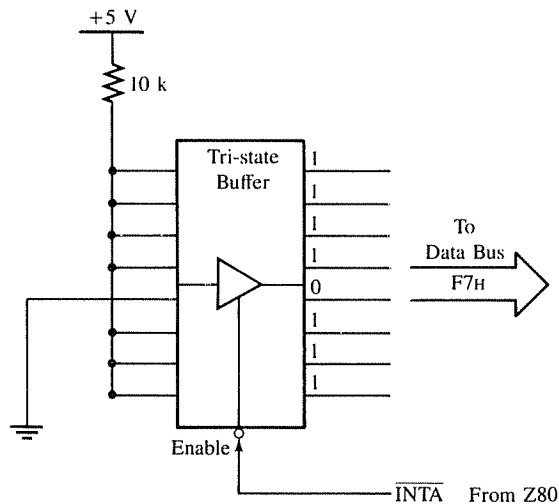 +5 V
10 k
Tri-state
Buffer
1
1
1
1
0
1
1
1
To
Data Bus
F7H
Enable
INTA From Z80